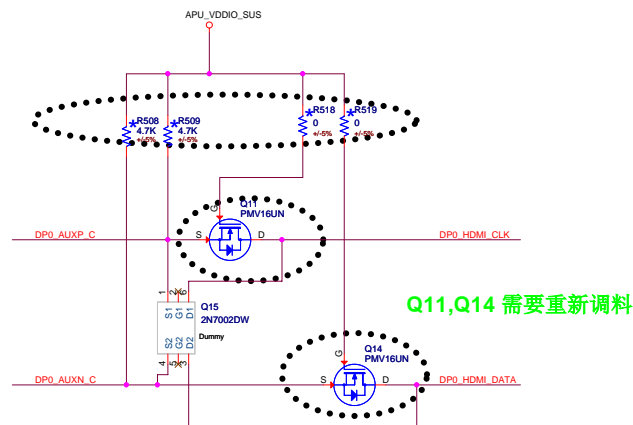 APU_VDDIO_SUS
*R508
4.7K
+/-5%
*R509
4.7K
+/-5%
*R518
0
+/-5%
*R519
0
+/-5%
Q11
PMV16UN
G
DP0_AUXP_C
S
D
DP0_HDMI_CLK
1
2
6
S1
G1
D1
S2
G2
D2
4
5
3
Q15
2N7002DW
Dummy
Q11,Q14 需要重新调料
Q14
PMV16UN
G
DP0_AUXN_C
S
D
DP0_HDMI_DATA